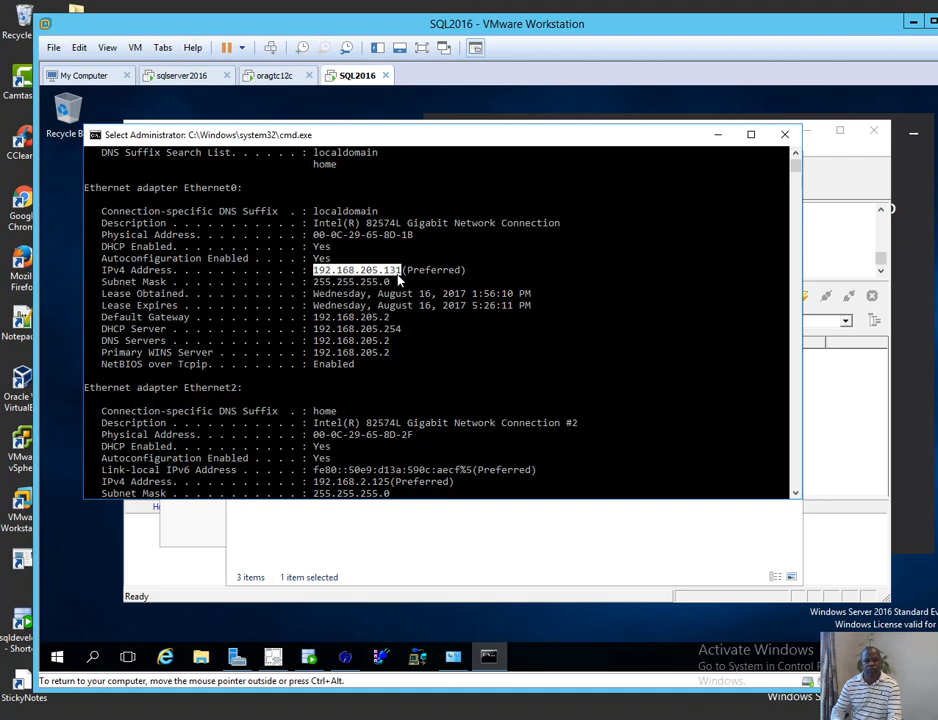 SQL2016 - VMware Workstation
Recycle
File Edit View VM Tabs Help
My Computer sqlserver2016 oragtc12c SQL2016
Camtas
Recycle B
Select Administrator: C:\Windows\system32\cmd.exe
DNS Suffix Search List. . . . . . : localdomain
home
CClean
Ethernet adapter Ethernet0:
Connection-specific DNS Suffix . : localdomain
Description . . . . . . . . . . . : Intel(R) 82574L Gigabit Network Connection
Physical Address. . . . . . . . . : 00-0C-29-65-8D-1B
DHCP Enabled. . . . . . . . . . . : Yes
Autoconfiguration Enabled . . . . : Yes
IPv4 Address. . . . . . . . . . . : 192.168.205.131(Preferred)
Subnet Mask . . . . . . . . . . . : 255.255.255.0
Lease Obtained. . . . . . . . . . : Wednesday, August 16, 2017 1:56:10 PM
Lease Expires . . . . . . . . . . : Wednesday, August 16, 2017 5:26:11 PM
Default Gateway . . . . . . . . . : 192.168.205.2
DHCP Server . . . . . . . . . . . : 192.168.205.254
DNS Servers . . . . . . . . . . . : 192.168.205.2
Primary WINS Server . . . . . . . : 192.168.205.2
NetBIOS over Tcpip. . . . . . . . : Enabled
Ethernet adapter Ethernet2:
Connection-specific DNS Suffix . : home
Description . . . . . . . . . . . : Intel(R) 82574L Gigabit Network Connection #2
Physical Address. . . . . . . . . : 00-0C-29-65-8D-2F
DHCP Enabled. . . . . . . . . . . : Yes
Autoconfiguration Enabled . . . . : Yes
Link-local IPv6 Address . . . . . : fe80::50e9:d13a:590c:aecf%5(Preferred)
IPv4 Address. . . . . . . . . . . : 192.168.2.125(Preferred)
Subnet Mask . . . . . . . . . . . : 255.255.255.0
Goog
Chro
Mozil
Firefo
Notep
Oracle
VirtualB
VMwa
vSphe
VMwa
Worksta
3 items 1 item selected
Ready
Windows Server 2016 Standard Ev
Windows License valid for
sqldevel
- Short
Activate Windows
Go to System in Control P
Windows.
To return to your computer, move the mouse pointer outside or press Ctrl+Alt.
StickyNotes
Windows S